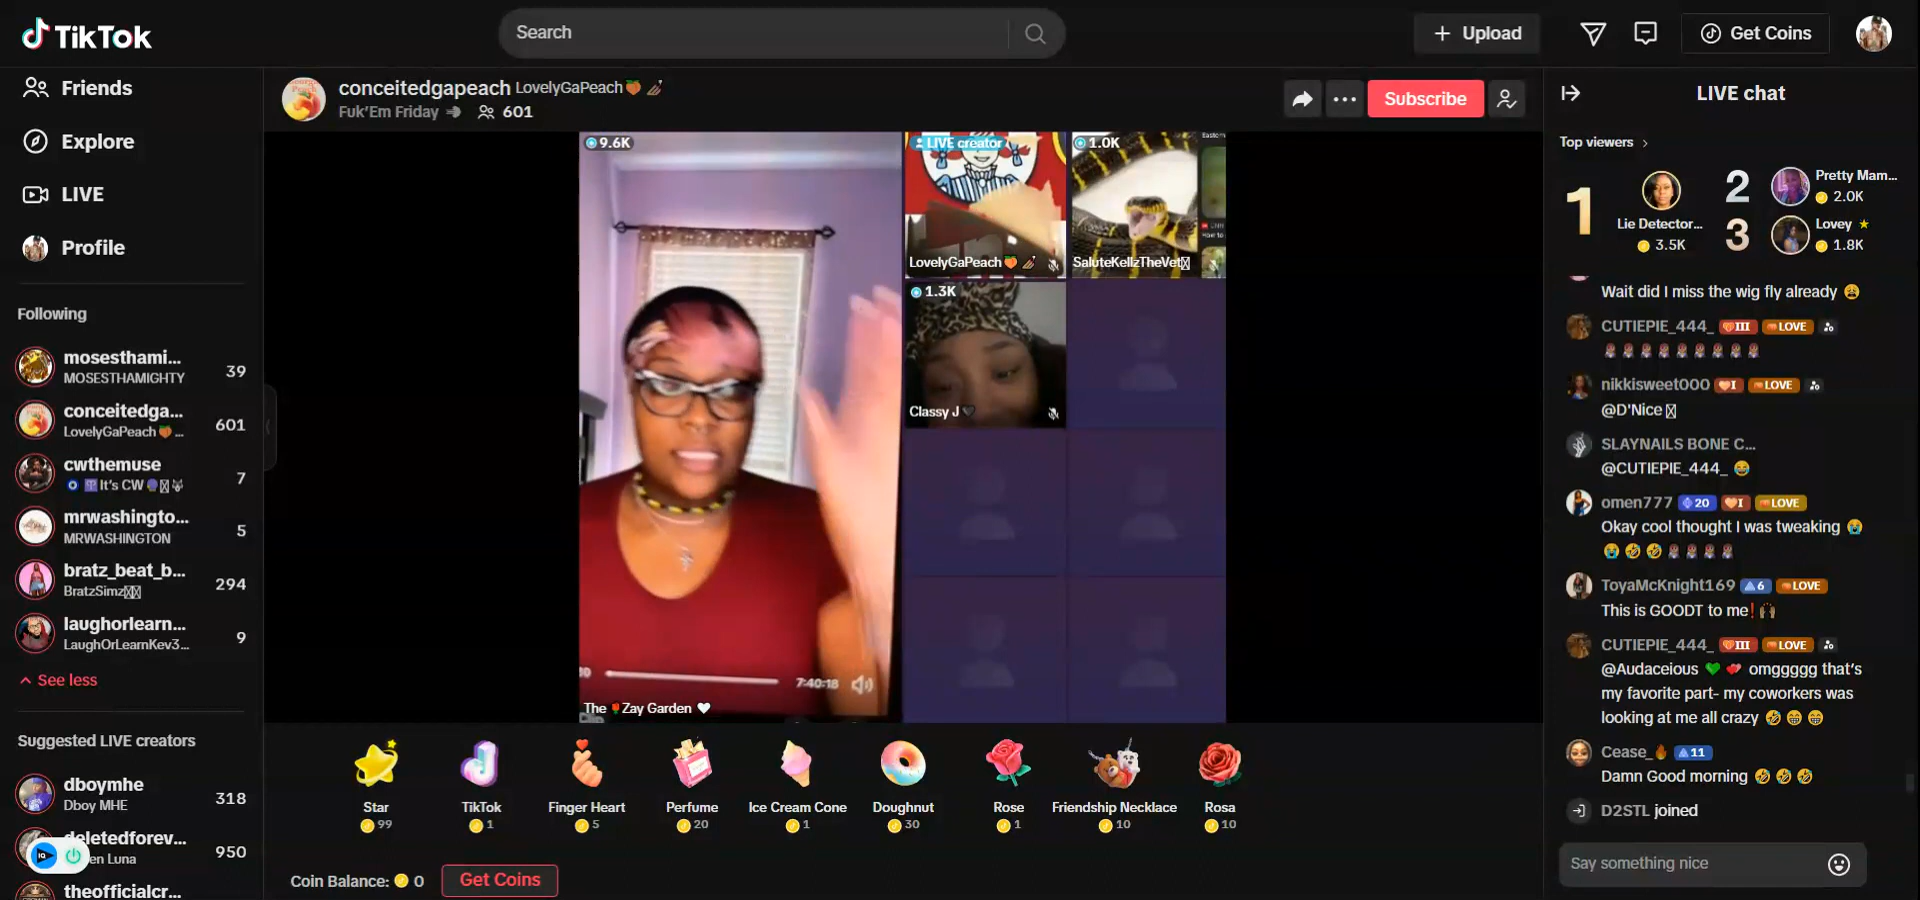 TikTok
Search
Upload
Get Coins
Friends
Explore
LIVE
Profile
Following
mosesthami...
MOSESTHAMIGHTY
39
conceitedga...
LovelyGaPeach🍑...
601
cwthemuse
It's CW
7
mrwashingto...
MRWASHINGTON
5
bratz_beat_b...
BratzSimz
294
laughorlearn...
LaughOrLearnKev3...
9
See less
Suggested LIVE creators
dboymhe
Dboy MHE
318
deletedforev...
en Luna
950
theofficialcr...
conceitedgapeach LovelyGaPeach🍑💅🏾
Fuk'Em Friday 💨 601
Subscribe
9.6K
LIVE creator
1.0K
LovelyGaPeach🍑💅🏾
SaluteKellzTheVet
1.3K
Classy J 🖤
7:40:18
The 🌹Zay Garden 🤍
Star
99
TikTok
1
Finger Heart
5
Perfume
20
Ice Cream Cone
1
Doughnut
30
Rose
1
Friendship Necklace
10
Rosa
10
Coin Balance: 0
Get Coins
LIVE chat
Top viewers
1
Lie Detector...
3.5K
2
Pretty Mam...
2.0K
3
Lovey ★
1.8K
Wait did I miss the wig fly already 😩
CUTIEPIE_444_ III LOVE
nikkisweet000 I LOVE
@D'Nice
SLAYNAILS BONE C...
@CUTIEPIE_444_ 😂
omen777 20 I LOVE
Okay cool thought I was tweaking 😭
😭🤣🤣
ToyaMcKnight169 6 LOVE
This is GOODT to me❗🙌🏾
CUTIEPIE_444_ III LOVE
@Audaceious 💚 omggggg that's
my favorite part- my coworkers was
looking at me all crazy 🤣😁😁
Cease_🔥 11
Damn Good morning 🤣🤣🤣
D2STL joined
Say something nice